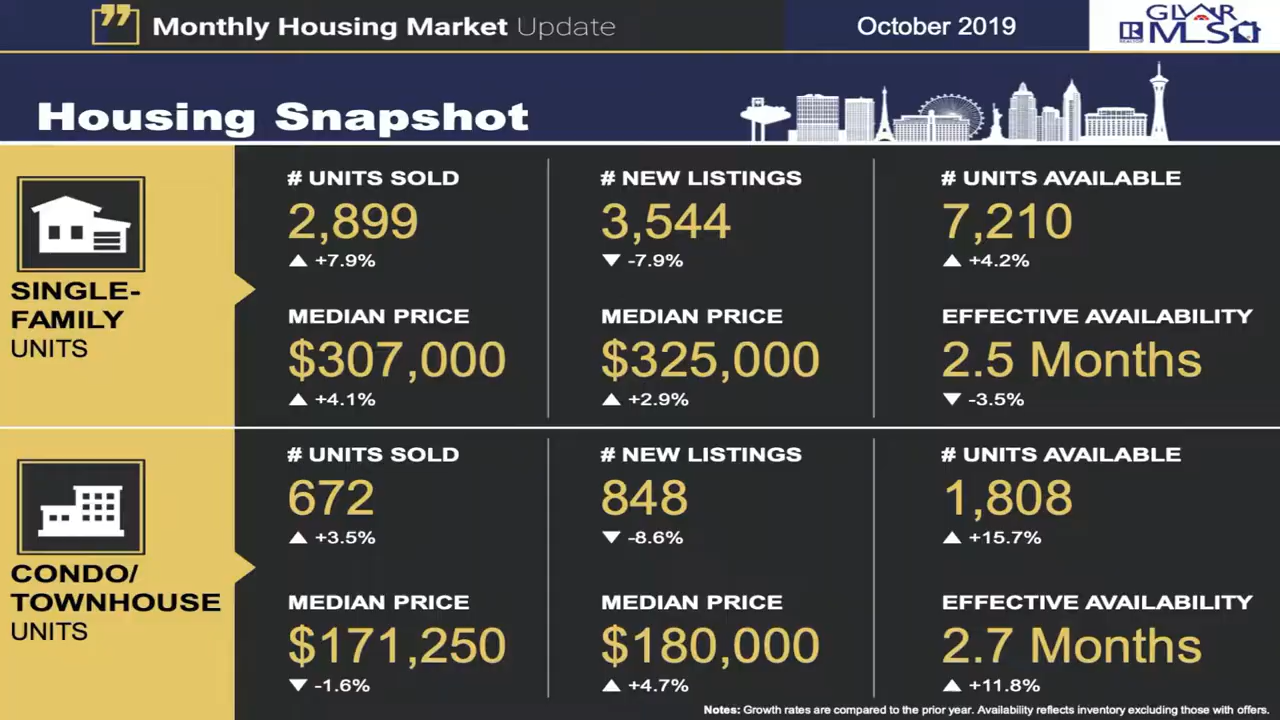 Monthly Housing Market Update
October 2019
GLVAR
MLS
Housing Snapshot
SINGLE-
FAMILY
UNITS
# UNITS SOLD
2,899
▲ +7.9%
MEDIAN PRICE
$307,000
▲ +4.1%
# NEW LISTINGS
3,544
▼ -7.9%
MEDIAN PRICE
$325,000
▲ +2.9%
# UNITS AVAILABLE
7,210
▲ +4.2%
EFFECTIVE AVAILABILITY
2.5 Months
▼ -3.5%
CONDO/
TOWNHOUSE
UNITS
# UNITS SOLD
672
▲ +3.5%
MEDIAN PRICE
$171,250
▼ -1.6%
# NEW LISTINGS
848
▼ -8.6%
MEDIAN PRICE
$180,000
▲ +4.7%
# UNITS AVAILABLE
1,808
▲ +15.7%
EFFECTIVE AVAILABILITY
2.7 Months
▲ +11.8%
Notes: Growth rates are compared to the prior year. Availability reflects inventory excluding those with offers.